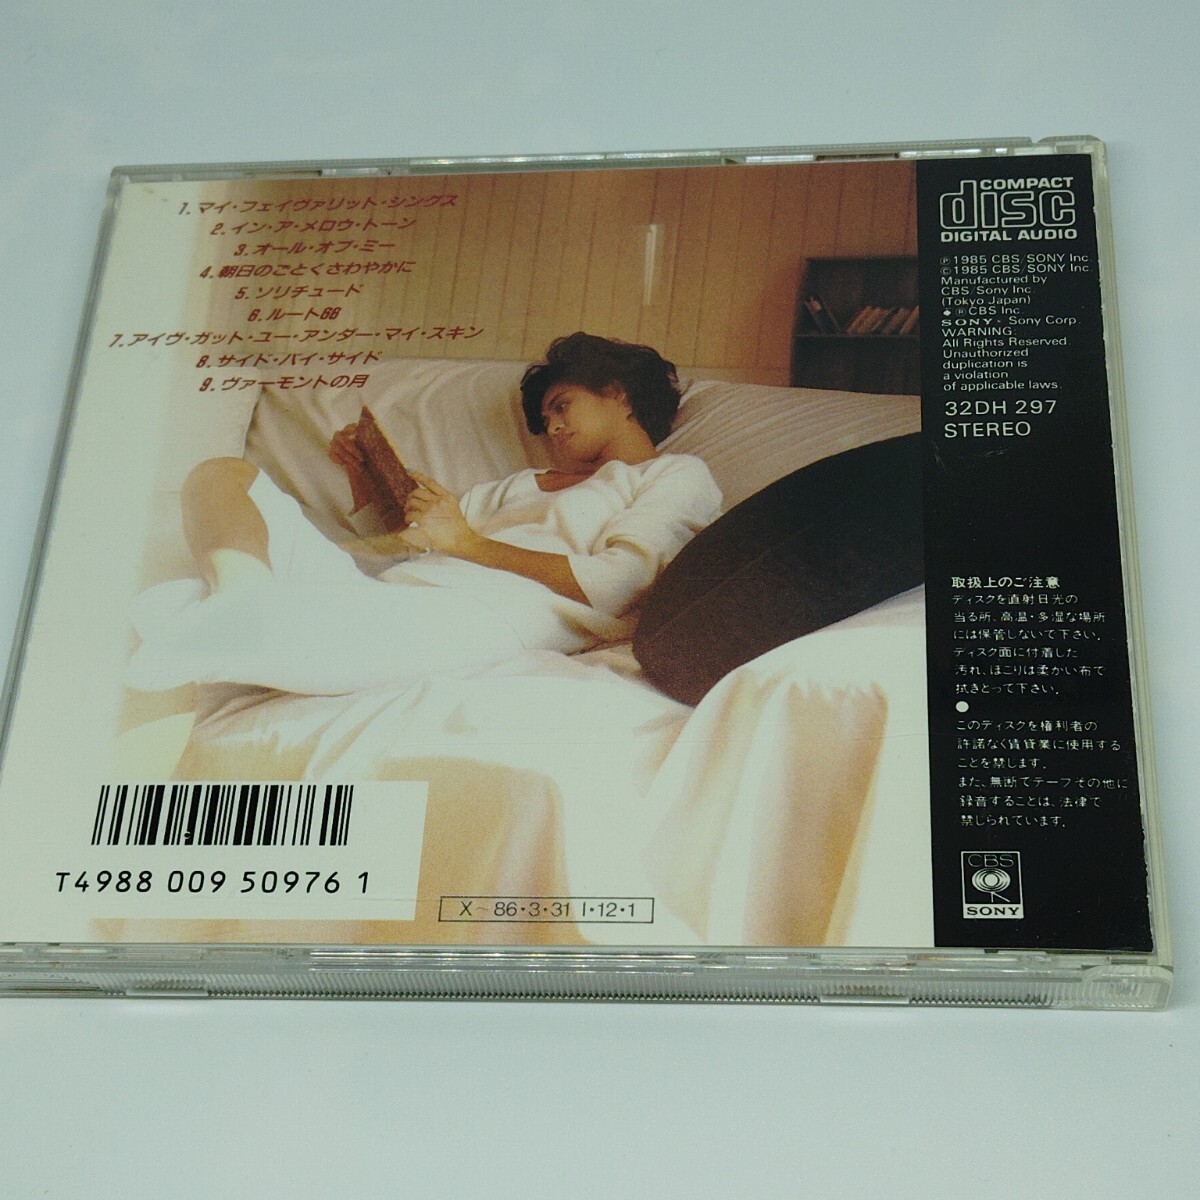 1.マイ・フェイヴァリット・シングス
2.イン・ア・メロウ・トーン
3.オール・オブ・ミー
4.朝日のごとくさわやかに
5.ソリチュード
6.ルート66
7.アイヴ・ガット・ユー・アンダー・マイ・スキン
8.サイド・バイ・サイド
9.ヴァーモントの月
COMPACT
disc
DIGITAL AUDIO
Ⓟ1985 CBS/SONY Inc.
©1985 CBS/SONY Inc.
Manufactured by
CBS/Sony Inc.
(Tokyo Japan)
● ⓇCBS Inc.
SONY・Sony Corp.
WARNING:
All Rights Reserved.
Unauthorized
duplication is
a violation
of applicable laws.
32DH 297
STEREO
取扱上のご注意
ディスクを直射日光の
当る所、高温・多湿な場所
には保管しないで下さい。
ディスク面に付着した
汚れ、ほこりは柔かい布で
拭きとって下さい。
●
このディスクを権利者の
許諾なく賃貸業に使用する
ことを禁じます。
また、無断でテープその他に
録音することは、法律で
禁じられています。
CBS
SONY
T4988 009 50976 1
X〜86・3・31 I・12・1